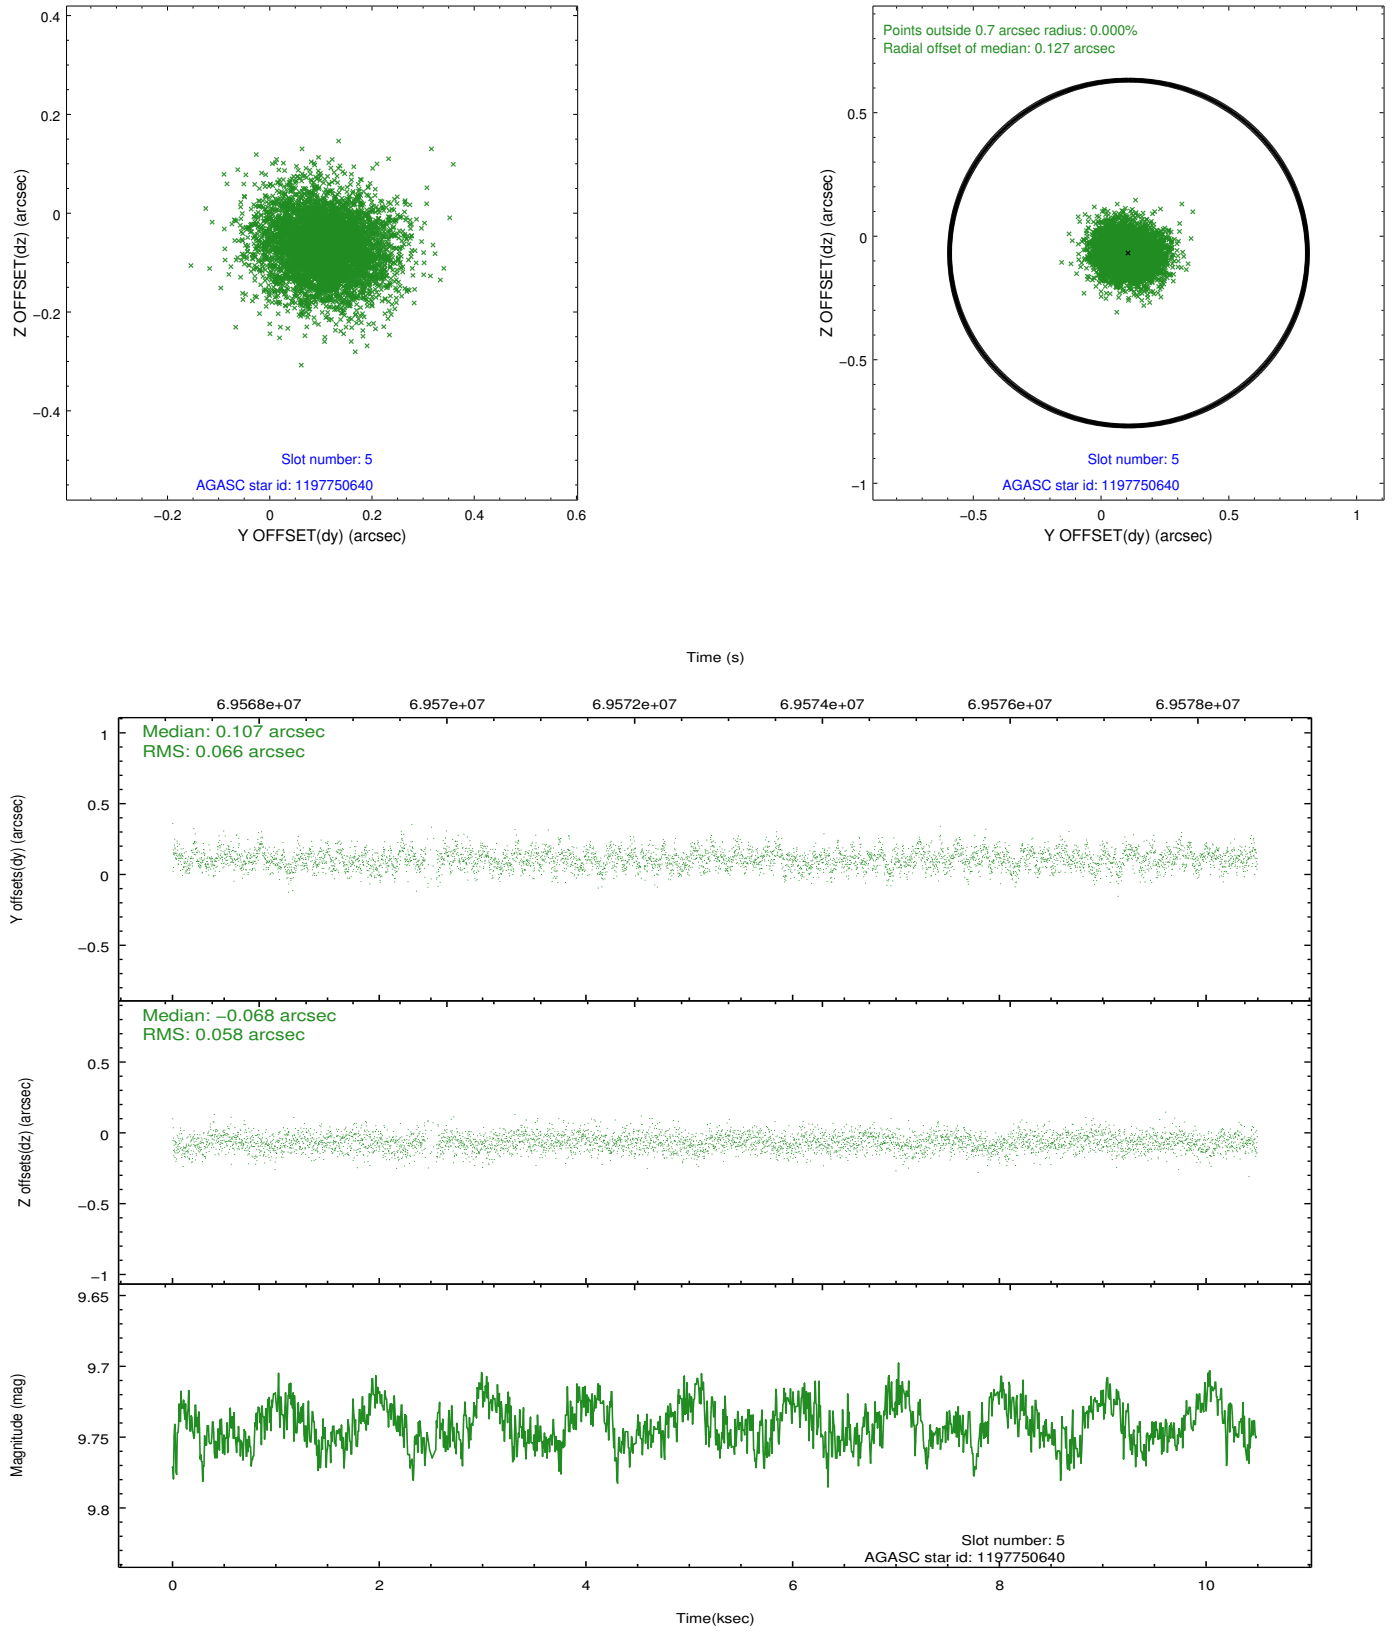 0.4
0.2
0
−0.2
−0.4
Z OFFSET(dz) (arcsec)
Slot number: 5
AGASC star id: 1197750640
−0.2 0 0.2 0.4 0.6
Y OFFSET(dy) (arcsec)
Points outside 0.7 arcsec radius: 0.000%
Radial offset of median: 0.127 arcsec
0.5
0
−0.5
−1
Z OFFSET(dz) (arcsec)
Slot number: 5
AGASC star id: 1197750640
−0.5 0 0.5 1
Y OFFSET(dy) (arcsec)
Time (s)
6.9568e+07 6.957e+07 6.9572e+07 6.9574e+07 6.9576e+07 6.9578e+07
Median: 0.107 arcsec
RMS: 0.066 arcsec
1
0.5
0
−0.5
Y offsets(dy) (arcsec)
Median: −0.068 arcsec
RMS: 0.058 arcsec
0.5
0
−0.5
−1
Z offsets(dz) (arcsec)
9.65
9.7
9.75
9.8
Magnitude (mag)
Slot number: 5
AGASC star id: 1197750640
0 2 4 6 8 10
Time(ksec)